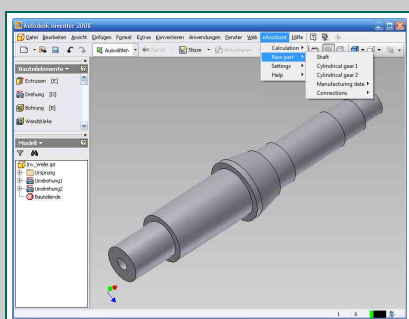 Autodesk Inventor 2008
Datei Bearbeiten Ansicht Einfügen Format Extras Konvertieren Anwendungen Fenster Web eAssistant Hilfe
Auswählen Zurück Skizze Aktualisieren
Calculation
New part
Settings
Help
Shaft
Cylindrical gear 1
Cylindrical gear 2
Manufacturing data
Connections
Bauteilelemente
Extrusion [E]
Drehung [D]
Bohrung [B]
Wandstärke
Modell
Inv_Welle.ipt
Ursprung
Umdrehung1
Umdrehung2
Bauteilende
1 4